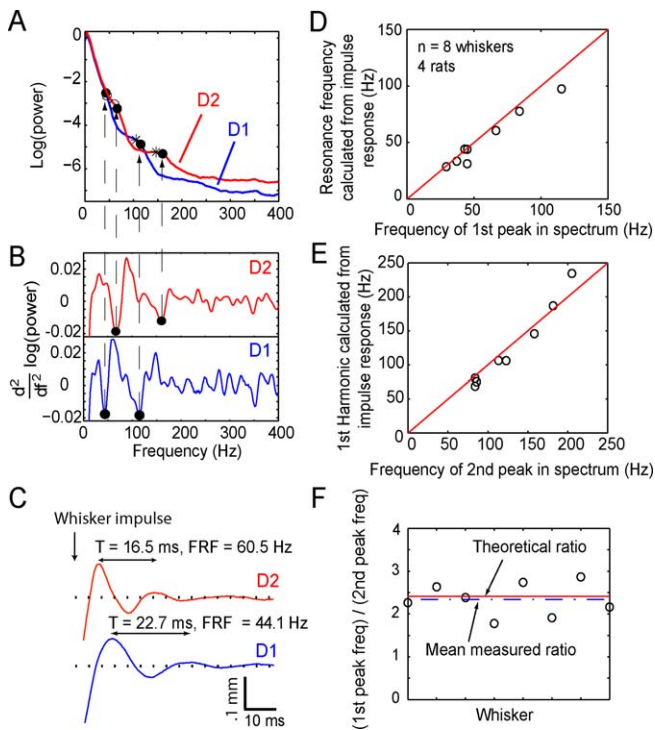 A
0
−2
−4
−6
Log(power)
D2
D1
0 100 200 300 400
B
0.02
0
-0.02
D2
0.02
0
−0.02
D1
d²/df² log(power)
0 100 200 300 400
Frequency (Hz)
C
Whisker impulse
T = 16.5 ms, FRF = 60.5 Hz
D2
T = 22.7 ms, FRF = 44.1 Hz
D1
.1 mm
10 ms
D
150
100
50
0
Resonance frequency
calculated from impulse
response (Hz)
n = 8 whiskers
4 rats
0 50 100 150
Frequency of 1st peak in spectrum (Hz)
E
250
200
150
100
50
0
1st Harmonic calculated from
impulse response (Hz)
0 50 100 150 200 250
Frequency of 2nd peak in spectrum (Hz)
F
4
3
2
1
0
(1st peak freq) / (2nd peak freq)
Theoretical ratio
Mean measured ratio
Whisker